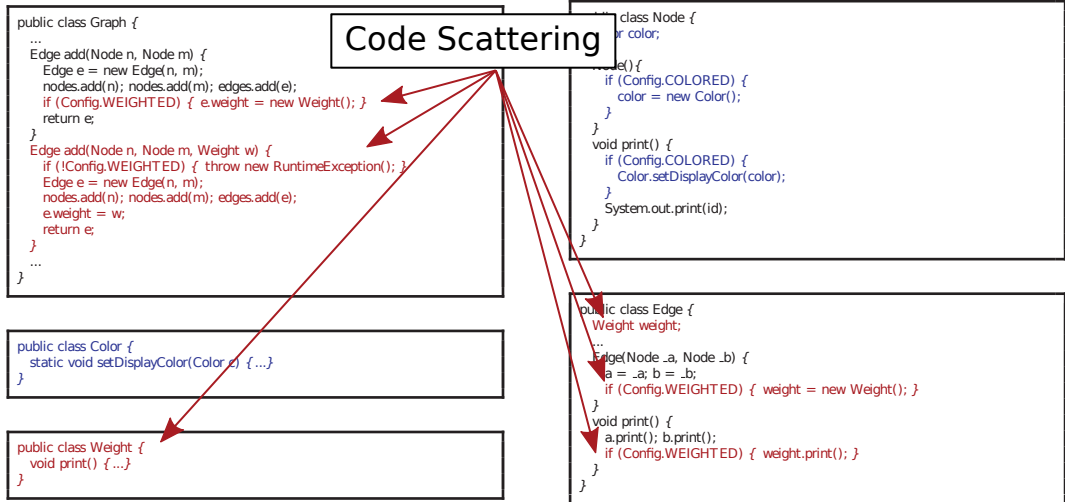 public class Graph {
...
Edge add(Node n, Node m) {
Edge e = new Edge(n, m);
nodes.add(n); nodes.add(m); edges.add(e);
if (Config.WEIGHTED) { e.weight = new Weight(); }
return e;
}
Edge add(Node n, Node m, Weight w) {
if (!Config.WEIGHTED) { throw new RuntimeException(); }
Edge e = new Edge(n, m);
nodes.add(n); nodes.add(m); edges.add(e);
e.weight = w;
return e;
}
...
}
public class Color {
static void setDisplayColor(Color c) {...}
}
public class Weight {
void print() {...}
}
Code Scattering
class Node {
color;
Node(){
if (Config.COLORED) {
color = new Color();
}
}
void print() {
if (Config.COLORED) {
Color.setDisplayColor(color);
}
System.out.print(id);
}
}
public class Edge {
Weight weight;
...
Edge(Node _a, Node _b) {
a = _a; b = _b;
if (Config.WEIGHTED) { weight = new Weight(); }
}
void print() {
a.print(); b.print();
if (Config.WEIGHTED) { weight.print(); }
}
}